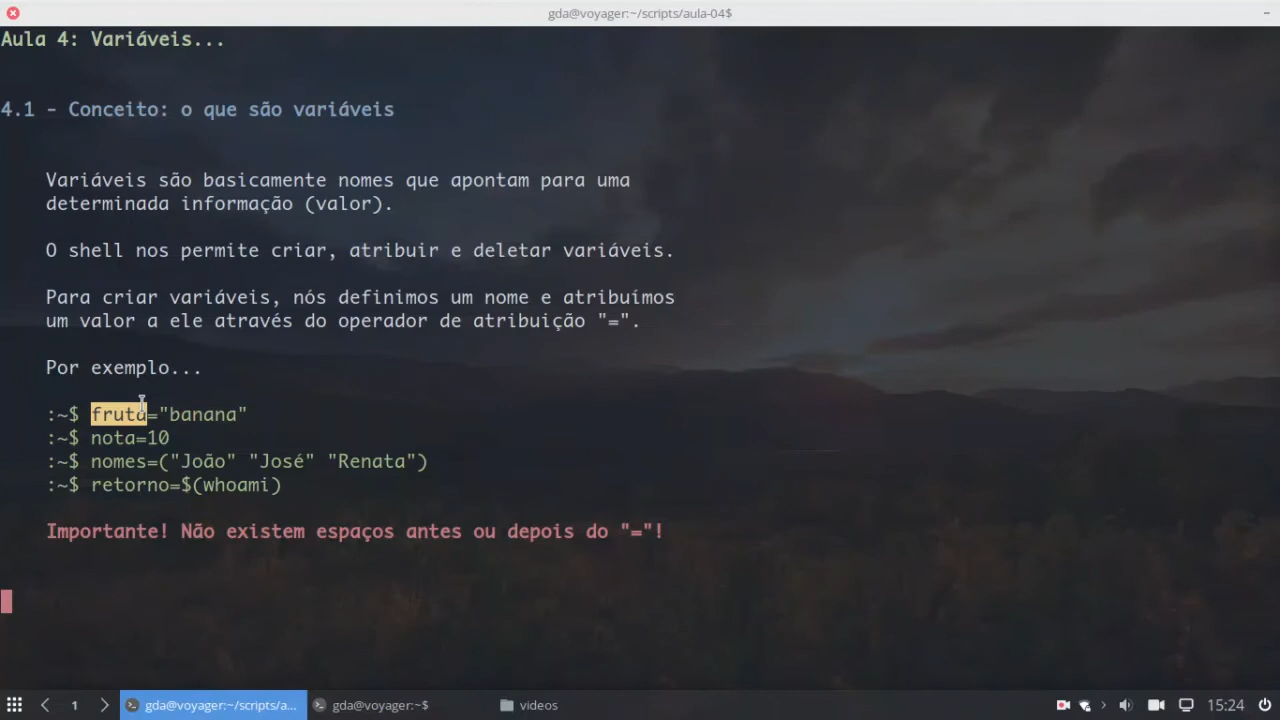 gda@voyager:~/scripts/aula-04$
Aula 4: Variáveis...
4.1 - Conceito: o que são variáveis
Variáveis são basicamente nomes que apontam para uma
determinada informação (valor).
O shell nos permite criar, atribuir e deletar variáveis.
Para criar variáveis, nós definimos um nome e atribuímos
um valor a ele através do operador de atribuição "=".
Por exemplo...
:~$ fruta="banana"
:~$ nota=10
:~$ nomes=("João" "José" "Renata")
:~$ retorno=$(whoami)
Importante! Não existem espaços antes ou depois do "="!
1 gda@voyager:~/scripts/a... gda@voyager:~$ videos 15:24